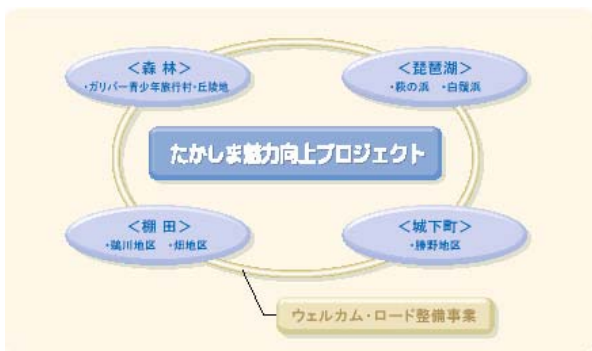 ＜森 林＞
・ガリバー青少年旅行村・丘陵地
＜琵琶湖＞
・萩の浜　・白鬚浜
たかしま魅力向上プロジェクト
＜棚 田＞
・鵜川地区　・畑地区
＜城下町＞
・勝野地区
ウェルカム・ロード整備事業